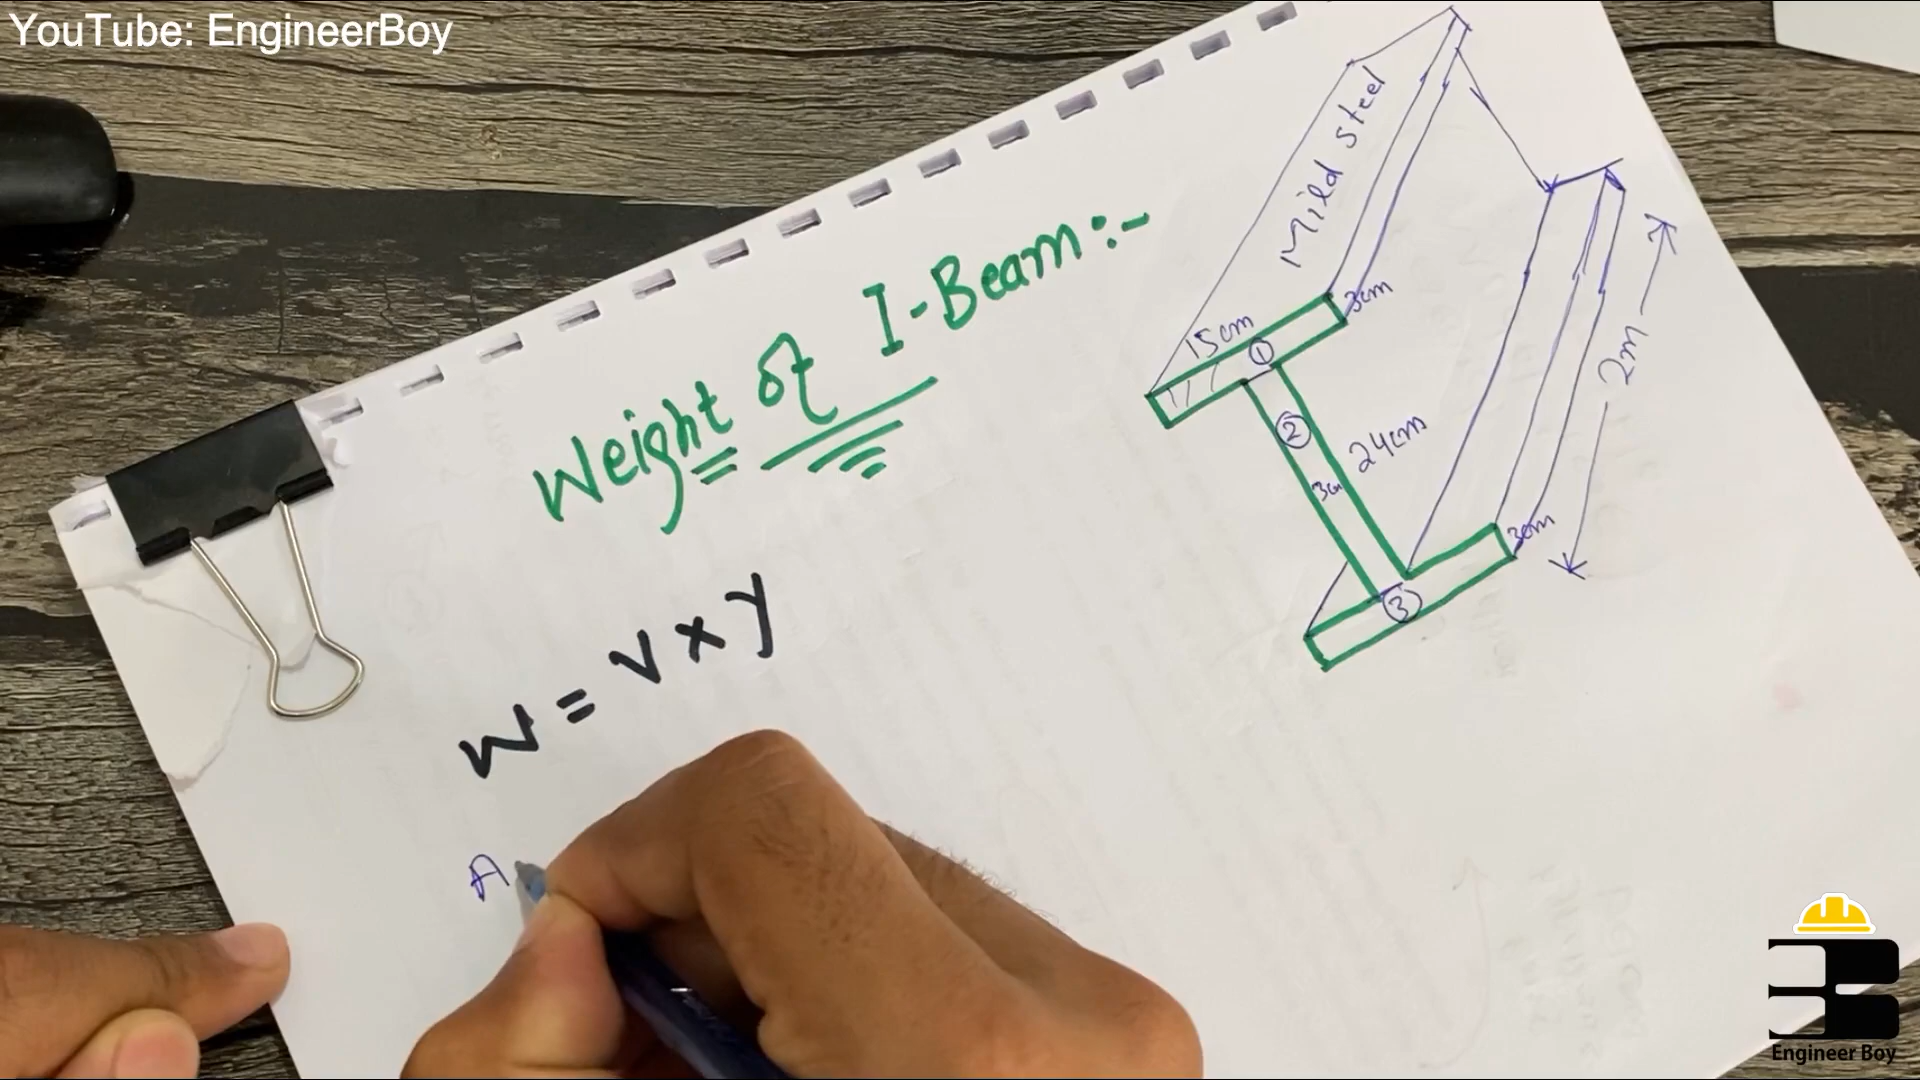 YouTube: EngineerBoy
Weight of I-Beam:-
Mild steel
15cm
3cm
1
2
24cm
3cm
3cm
3
2m
W = V x γ
A
Engineer Boy